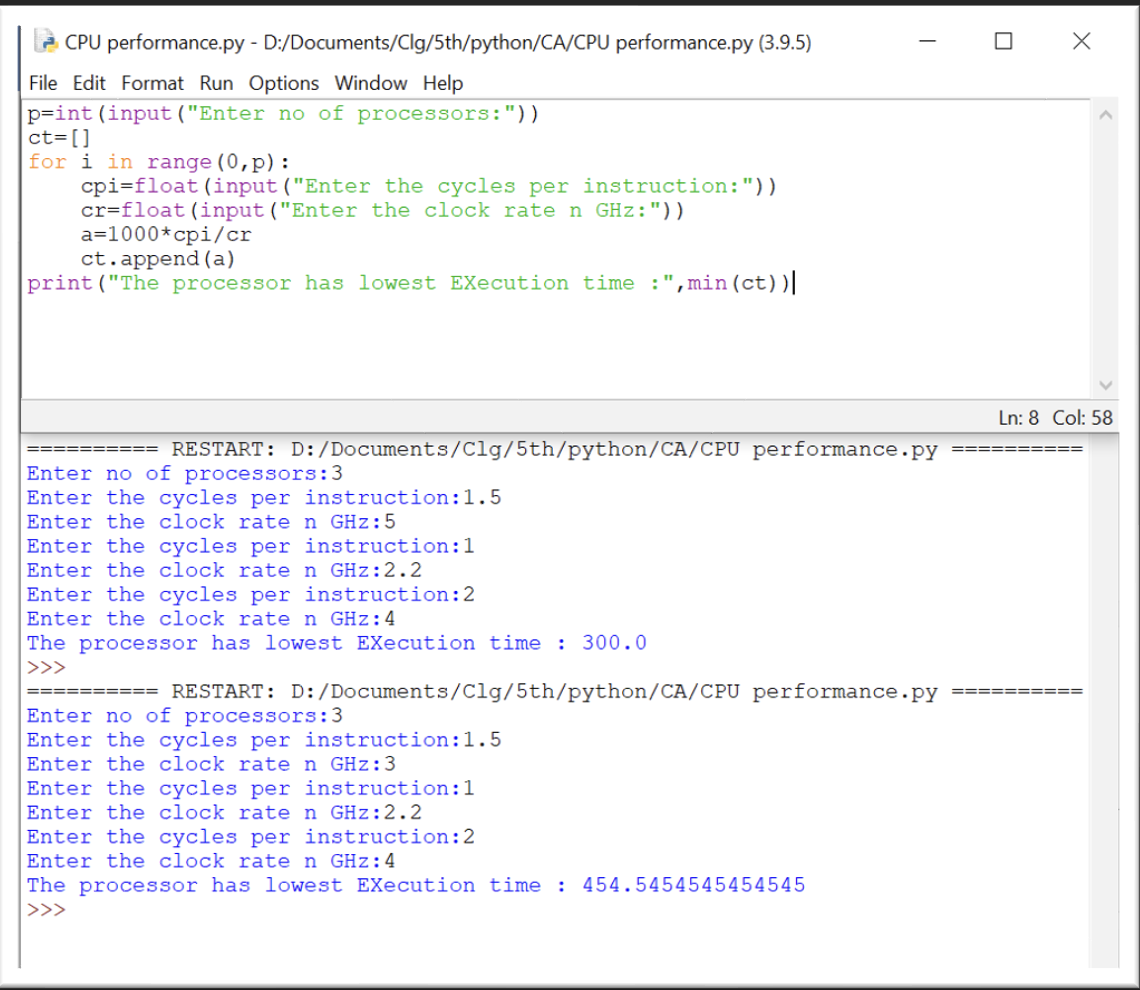 CPU performance.py - D:/Documents/Clg/5th/python/CA/CPU performance.py (3.9.5)
File Edit Format Run Options Window Help
p=int(input("Enter no of processors:"))
ct=[]
for i in range(0,p):
    cpi=float(input("Enter the cycles per instruction:"))
    cr=float(input("Enter the clock rate n GHz:"))
    a=1000*cpi/cr
    ct.append(a)
print("The processor has lowest EXecution time :",min(ct))
Ln: 8 Col: 58
========== RESTART: D:/Documents/Clg/5th/python/CA/CPU performance.py ==========
Enter no of processors:3
Enter the cycles per instruction:1.5
Enter the clock rate n GHz:5
Enter the cycles per instruction:1
Enter the clock rate n GHz:2.2
Enter the cycles per instruction:2
Enter the clock rate n GHz:4
The processor has lowest EXecution time : 300.0
>>>
========== RESTART: D:/Documents/Clg/5th/python/CA/CPU performance.py ==========
Enter no of processors:3
Enter the cycles per instruction:1.5
Enter the clock rate n GHz:3
Enter the cycles per instruction:1
Enter the clock rate n GHz:2.2
Enter the cycles per instruction:2
Enter the clock rate n GHz:4
The processor has lowest EXecution time : 454.5454545454545
>>>